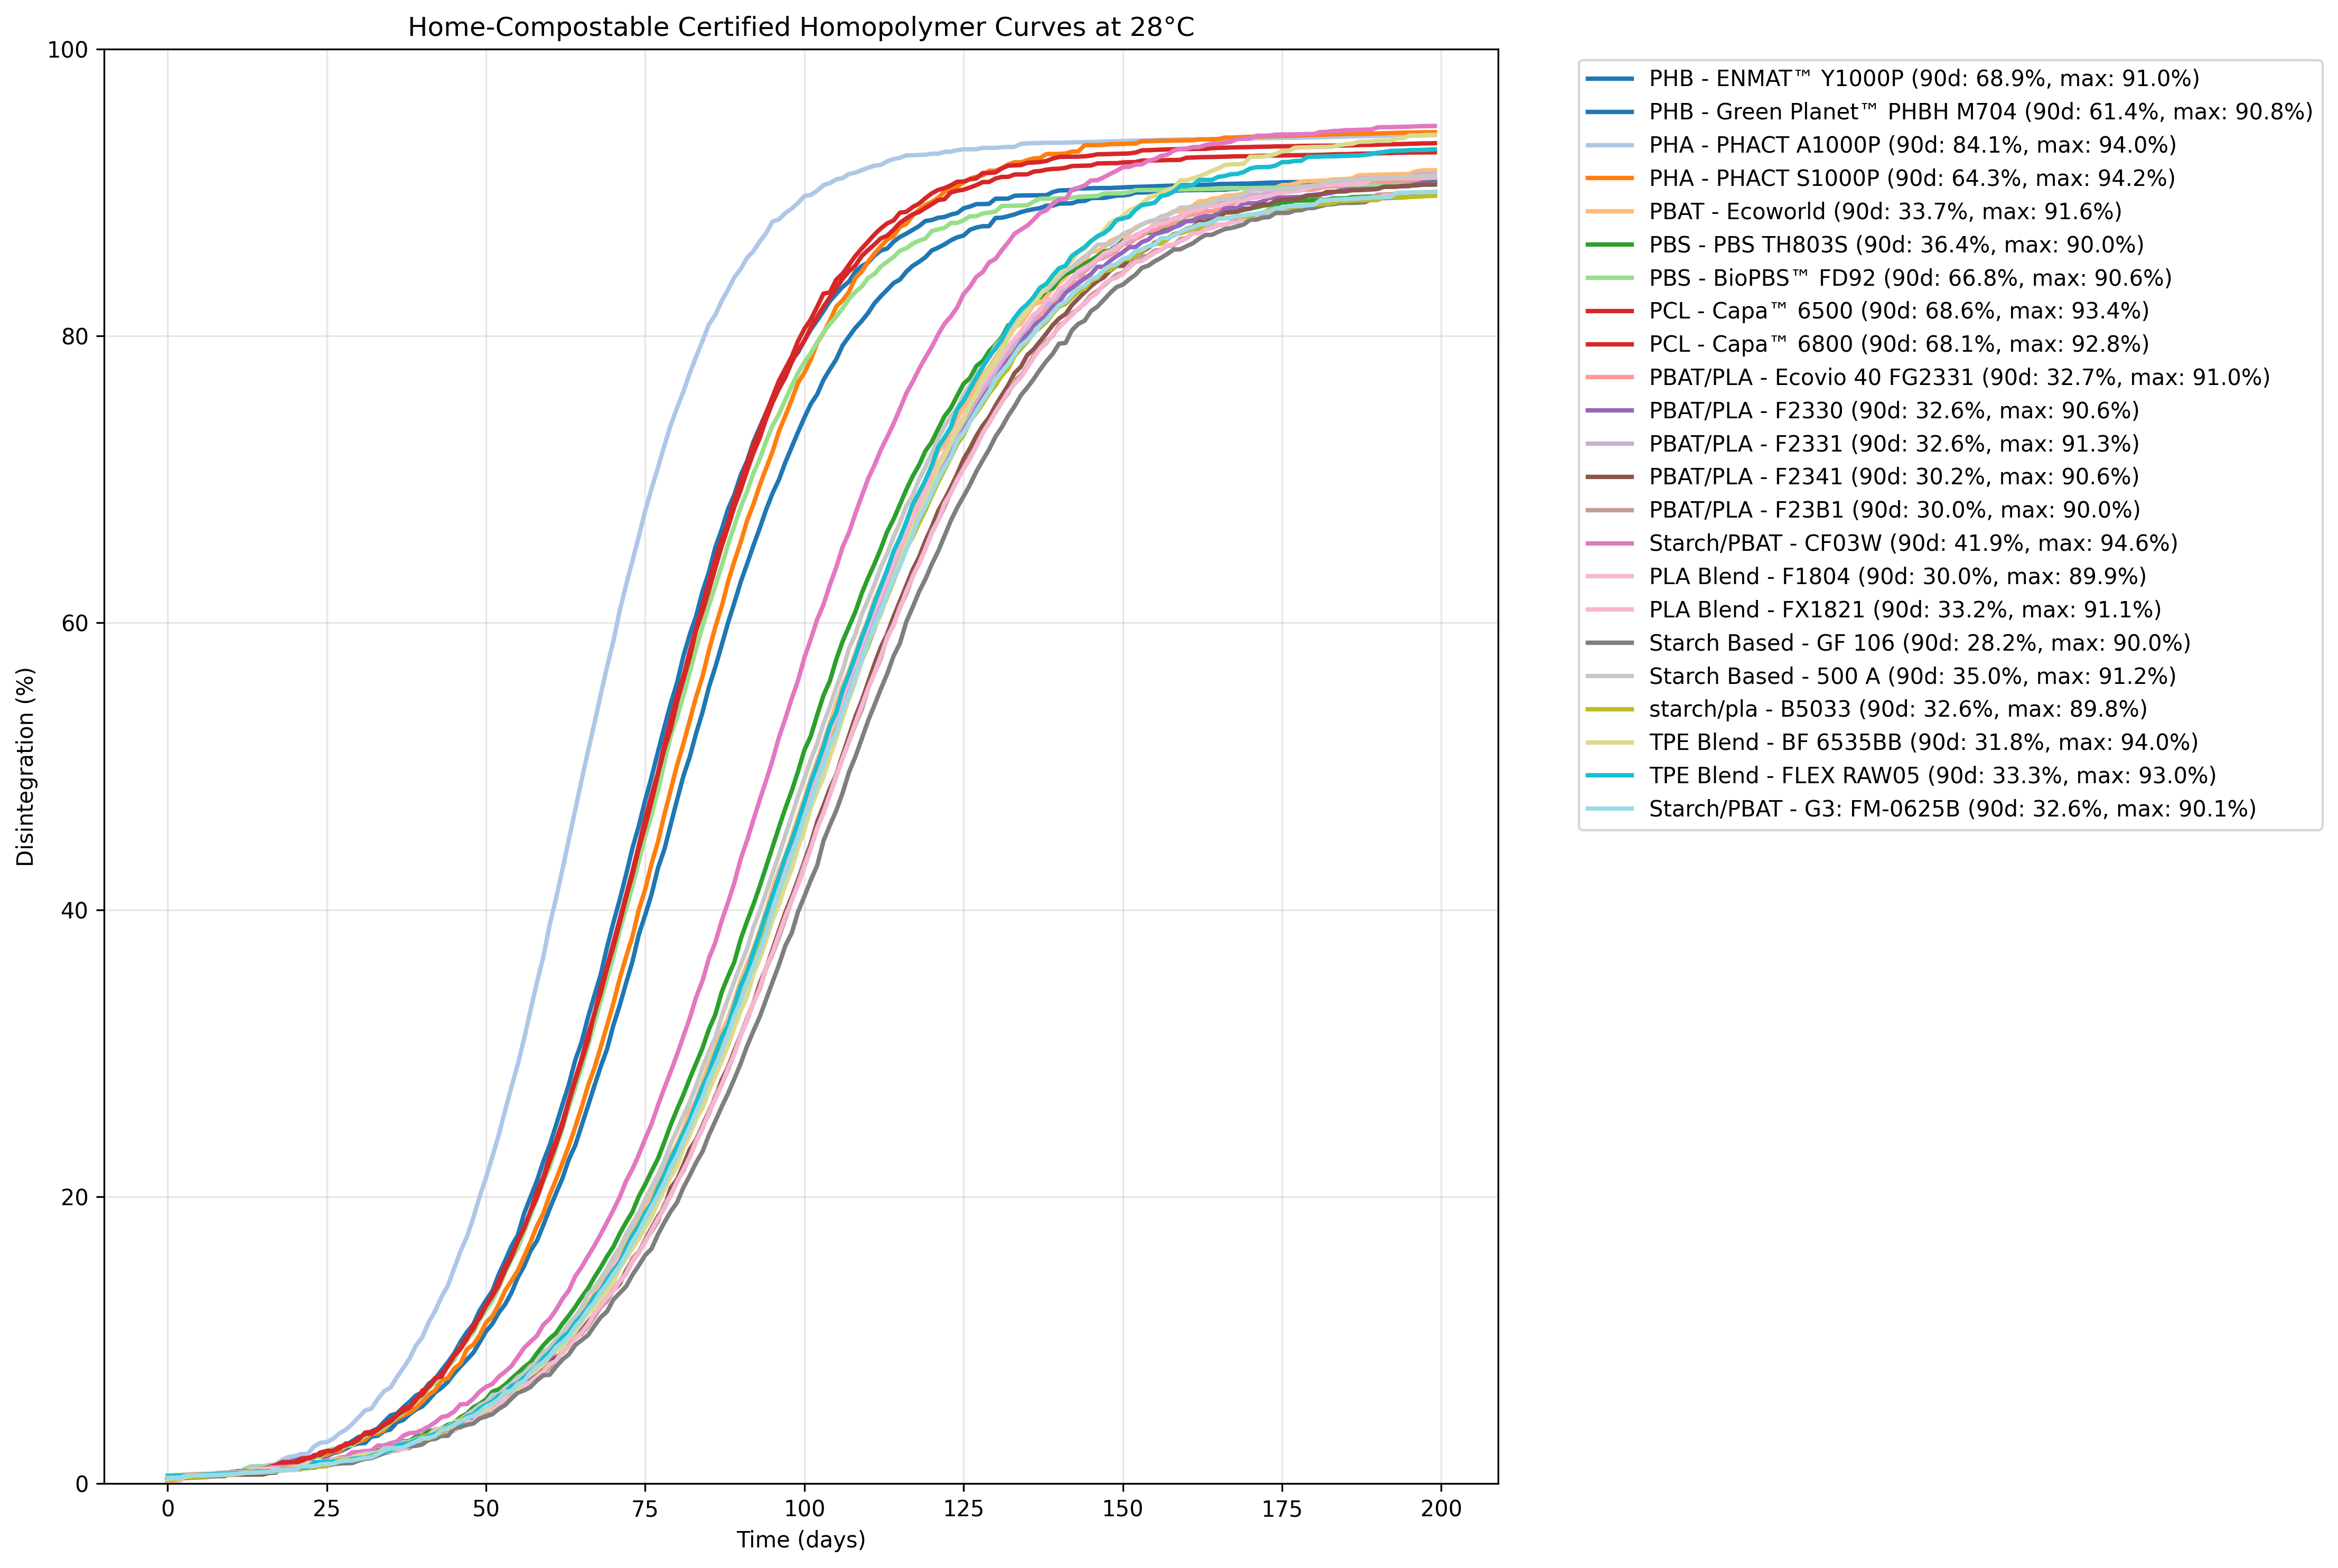 Home-Compostable Certified Homopolymer Curves at 28°C
100
80
60
40
20
0
Disintegration (%)
0 25 50 75 100 125 150 175 200
Time (days)
PHB - ENMAT™ Y1000P (90d: 68.9%, max: 91.0%)
PHB - Green Planet™ PHBH M704 (90d: 61.4%, max: 90.8%)
PHA - PHACT A1000P (90d: 84.1%, max: 94.0%)
PHA - PHACT S1000P (90d: 64.3%, max: 94.2%)
PBAT - Ecoworld (90d: 33.7%, max: 91.6%)
PBS - PBS TH803S (90d: 36.4%, max: 90.0%)
PBS - BioPBS™ FD92 (90d: 66.8%, max: 90.6%)
PCL - Capa™ 6500 (90d: 68.6%, max: 93.4%)
PCL - Capa™ 6800 (90d: 68.1%, max: 92.8%)
PBAT/PLA - Ecovio 40 FG2331 (90d: 32.7%, max: 91.0%)
PBAT/PLA - F2330 (90d: 32.6%, max: 90.6%)
PBAT/PLA - F2331 (90d: 32.6%, max: 91.3%)
PBAT/PLA - F2341 (90d: 30.2%, max: 90.6%)
PBAT/PLA - F23B1 (90d: 30.0%, max: 90.0%)
Starch/PBAT - CF03W (90d: 41.9%, max: 94.6%)
PLA Blend - F1804 (90d: 30.0%, max: 89.9%)
PLA Blend - FX1821 (90d: 33.2%, max: 91.1%)
Starch Based - GF 106 (90d: 28.2%, max: 90.0%)
Starch Based - 500 A (90d: 35.0%, max: 91.2%)
starch/pla - B5033 (90d: 32.6%, max: 89.8%)
TPE Blend - BF 6535BB (90d: 31.8%, max: 94.0%)
TPE Blend - FLEX RAW05 (90d: 33.3%, max: 93.0%)
Starch/PBAT - G3: FM-0625B (90d: 32.6%, max: 90.1%)